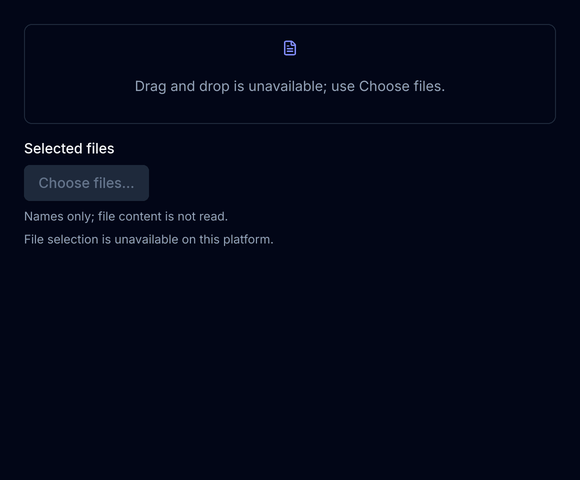 Drag and drop is unavailable; use Choose files.
Selected files
Choose files...
Names only; file content is not read.
File selection is unavailable on this platform.